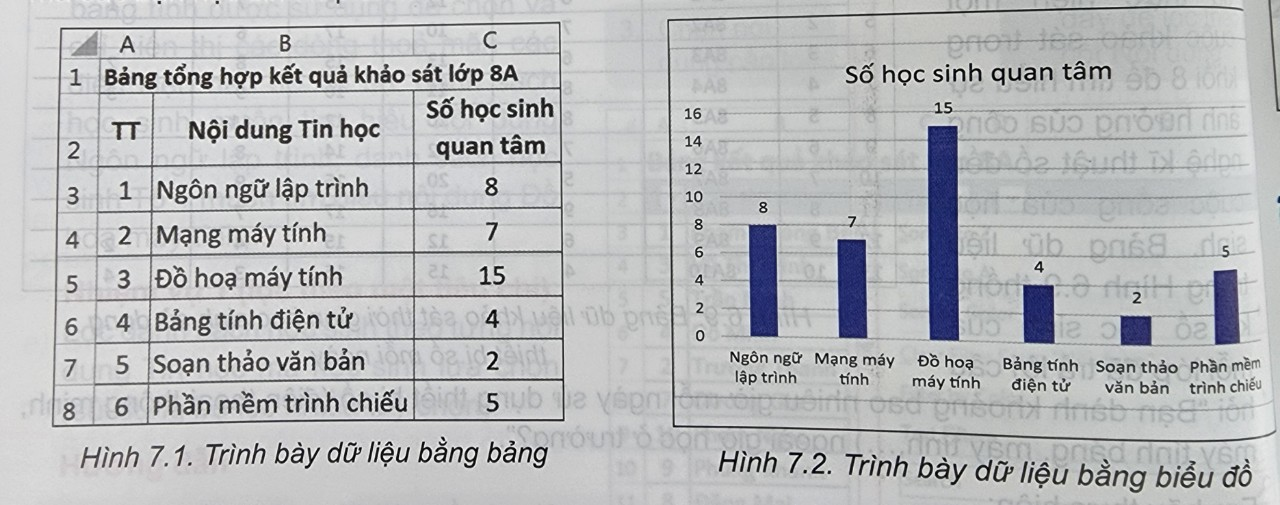 A B C
1 Bảng tổng hợp kết quả khảo sát lớp 8A
2 TT Nội dung Tin học Số học sinh quan tâm
3 1 Ngôn ngữ lập trình 8
4 2 Mạng máy tính 7
5 3 Đồ hoạ máy tính 15
6 4 Bảng tính điện tử 4
7 5 Soạn thảo văn bản 2
8 6 Phần mềm trình chiếu 5
Hình 7.1. Trình bày dữ liệu bằng bảng
Số học sinh quan tâm
16
14
12
10
8
6
4
2
0
8 7 15 4 2 5
Ngôn ngữ Mạng máy Đồ hoạ Bảng tính Soạn thảo Phần mềm
lập trình tính máy tính điện tử văn bản trình chiếu
Hình 7.2. Trình bày dữ liệu bằng biểu đồ